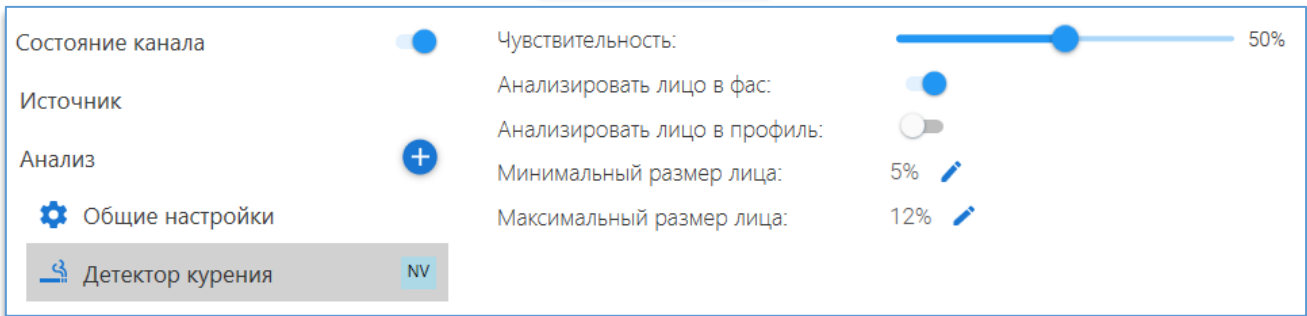 Состояние канала
Источник
Анализ
Общие настройки
Детектор курения NV
Чувствительность: 50%
Анализировать лицо в фас:
Анализировать лицо в профиль:
Минимальный размер лица: 5%
Максимальный размер лица: 12%